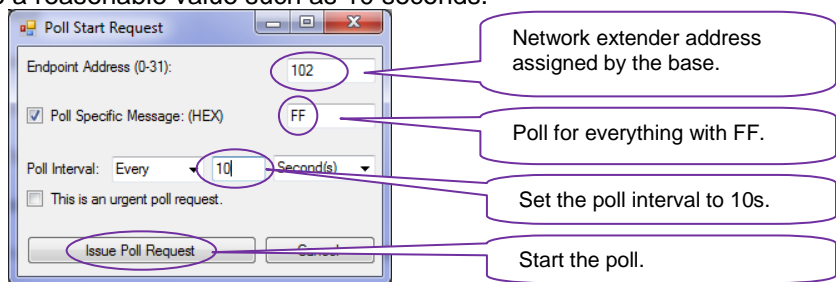 a reasonable value such as 10 seconds.
Poll Start Request
Endpoint Address (0-31): 102
Network extender address
assigned by the base.
Poll Specific Message: (HEX) FF
Poll for everything with FF.
Poll Interval: Every 10 Second(s)
Set the poll interval to 10s.
This is an urgent poll request.
Issue Poll Request Cancel
Start the poll.